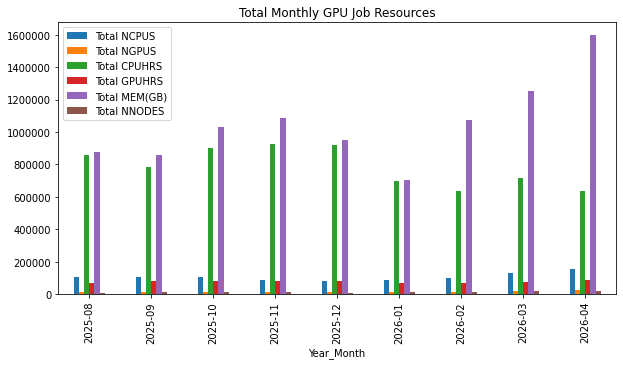 Total Monthly GPU Job Resources
Total NCPUS
Total NGPUS
Total CPUHRS
Total GPUHRS
Total MEM(GB)
Total NNODES
1600000
1400000
1200000
1000000
800000
600000
400000
200000
0
2025-08
2025-09
2025-10
2025-11
2025-12
2026-01
2026-02
2026-03
2026-04
Year_Month